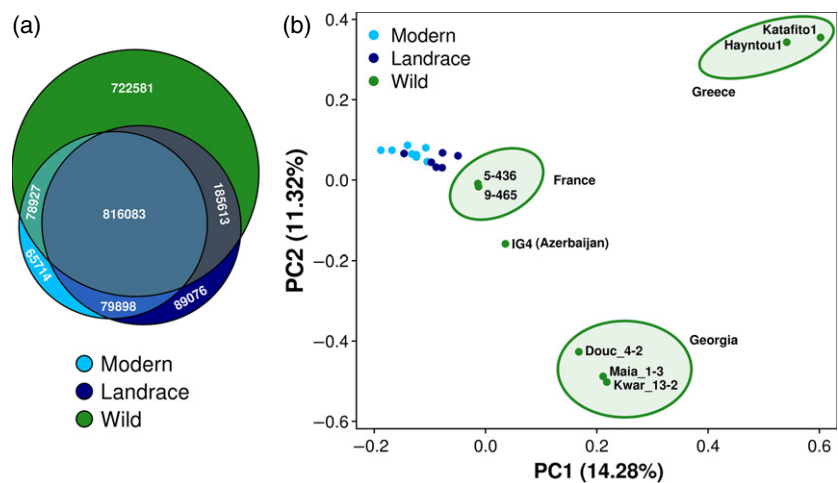 (a)
722581
78927
816083
185613
65714
79898
89076
Modern
Landrace
Wild
(b)
Modern
Landrace
Wild
Katafito1
Hayntou1
Greece
5-436
9-465
France
IG4 (Azerbaijan)
Georgia
Douc_4-2
Maia_1-3
Kwar_13-2
PC2 (11.32%)
0.4
0.2
0.0
−0.2
−0.4
−0.6
−0.2
0.0
0.2
0.4
0.6
PC1 (14.28%)